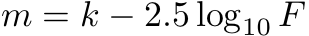 m = k − 2.5 log₁₀ F